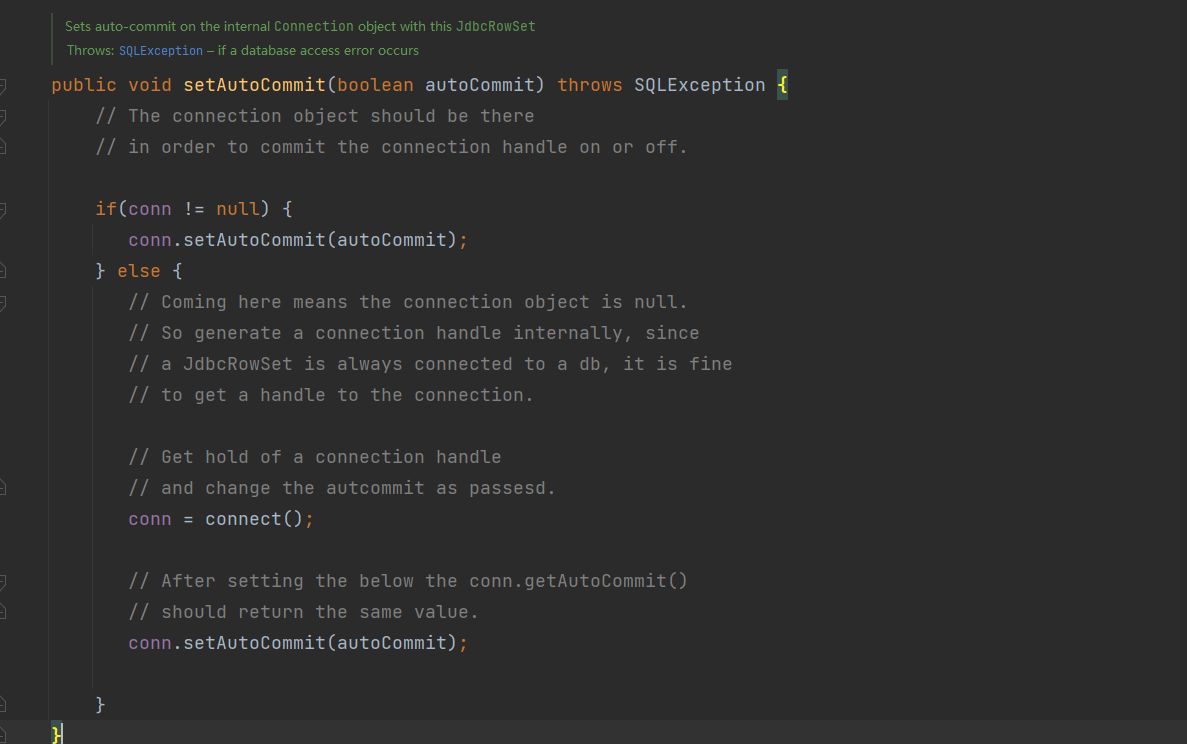 Sets auto-commit on the internal Connection object with this JdbcRowSet
Throws: SQLException – if a database access error occurs
public void setAutoCommit(boolean autoCommit) throws SQLException {
// The connection object should be there
// in order to commit the connection handle on or off.
if(conn != null) {
conn.setAutoCommit(autoCommit);
} else {
// Coming here means the connection object is null.
// So generate a connection handle internally, since
// a JdbcRowSet is always connected to a db, it is fine
// to get a handle to the connection.
// Get hold of a connection handle
// and change the autcommit as passesd.
conn = connect();
// After setting the below the conn.getAutoCommit()
// should return the same value.
conn.setAutoCommit(autoCommit);
}
}